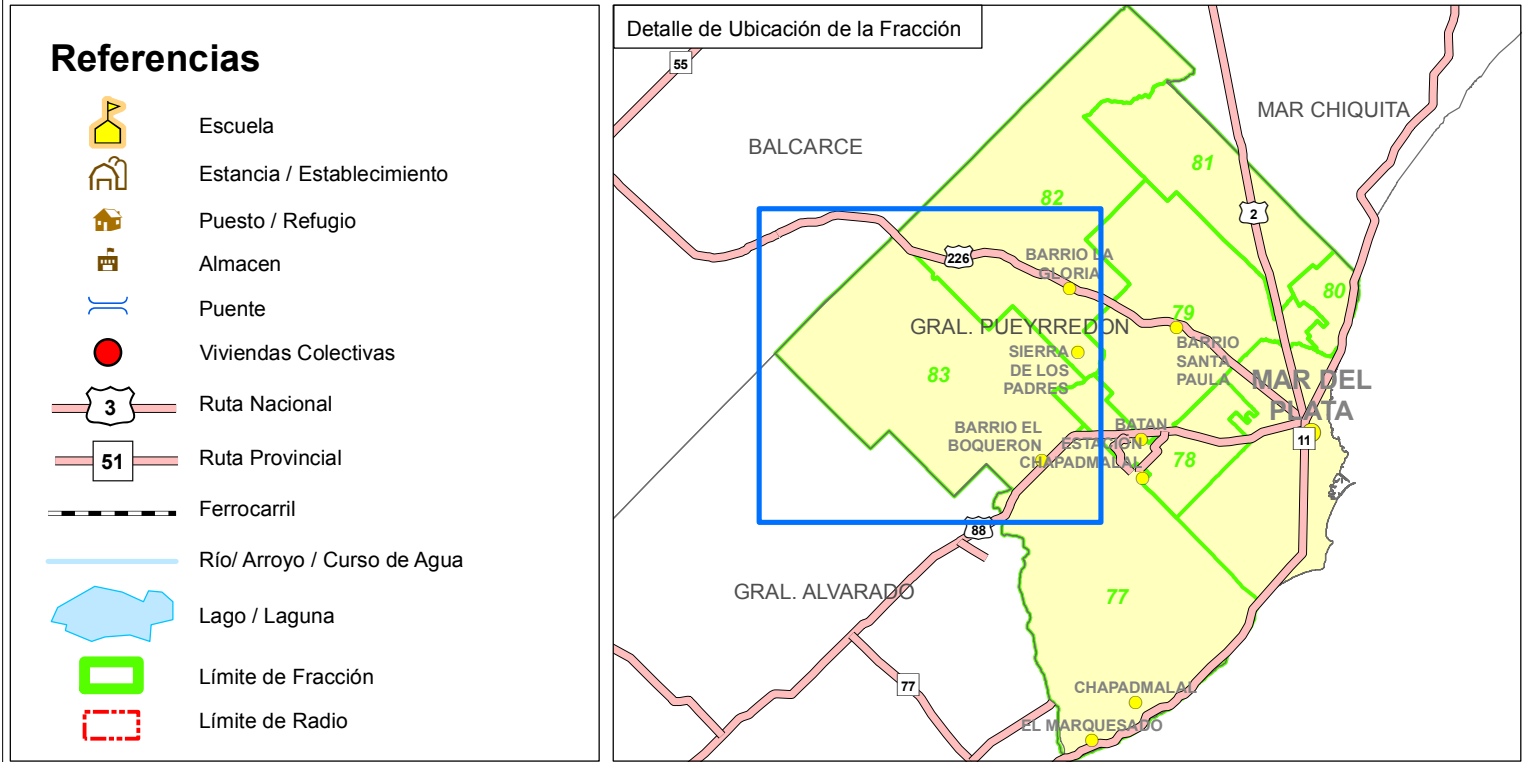 Referencias
Escuela
Estancia / Establecimiento
Puesto / Refugio
Almacen
Puente
Viviendas Colectivas
3
Ruta Nacional
51
Ruta Provincial
Ferrocarril
Río/ Arroyo / Curso de Agua
Lago / Laguna
Límite de Fracción
Límite de Radio
Detalle de Ubicación de la Fracción
55
MAR CHIQUITA
BALCARCE
81
82
2
226
BARRIO LA
GLORIA
80
79
GRAL. PUEYRREDON
BARRIO
SANTA
PAULA
SIERRA
DE LOS
PADRES
83
MAR DEL
PLATA
BATAN
BARRIO EL
BOQUERON
ESTACION
CHAPADMALAL
11
78
88
GRAL. ALVARADO
77
77
CHAPADMALAL
EL MARQUESADO